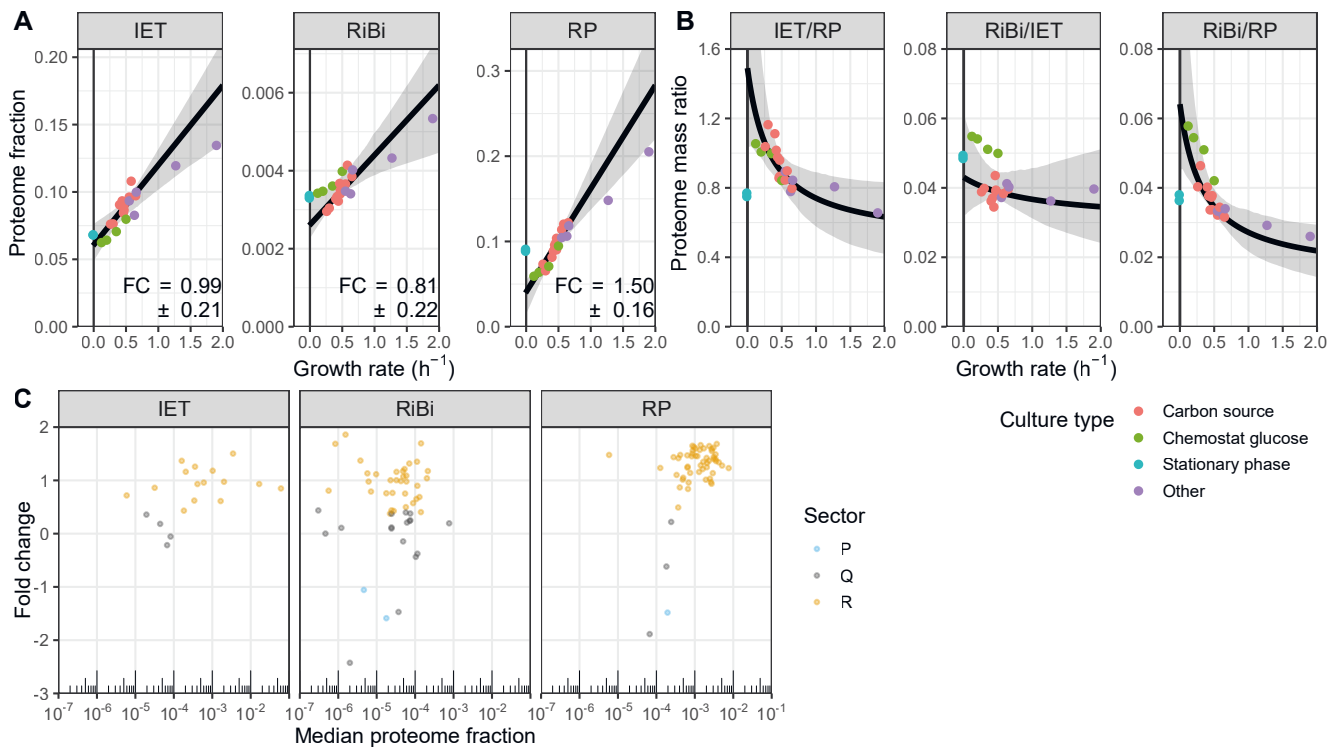 A
IET
RiBi
RP
B
IET/RP
RiBi/IET
RiBi/RP
Proteome fraction
0.20
0.15
0.10
0.05
0.00
FC = 0.99
± 0.21
0.0 0.5 1.0 1.5 2.0
0.006
0.004
0.002
0.000
FC = 0.81
± 0.22
0.0 0.5 1.0 1.5 2.0
0.3
0.2
0.1
0.0
FC = 1.50
± 0.16
0.0 0.5 1.0 1.5 2.0
Growth rate (h⁻¹)
Proteome mass ratio
1.6
1.2
0.8
0.4
0.0
0.0 0.5 1.0 1.5 2.0
0.08
0.06
0.04
0.02
0.00
0.0 0.5 1.0 1.5 2.0
0.08
0.06
0.04
0.02
0.00
0.0 0.5 1.0 1.5 2.0
Growth rate (h⁻¹)
C
IET
RiBi
RP
Fold change
2
1
0
-1
-2
-3
10⁻⁷ 10⁻⁶ 10⁻⁵ 10⁻⁴ 10⁻³ 10⁻²
10⁻⁷ 10⁻⁶ 10⁻⁵ 10⁻⁴ 10⁻³ 10⁻²
10⁻⁷ 10⁻⁶ 10⁻⁵ 10⁻⁴ 10⁻³ 10⁻² 10⁻¹
Median proteome fraction
Culture type
Carbon source
Chemostat glucose
Stationary phase
Other
Sector
P
Q
R